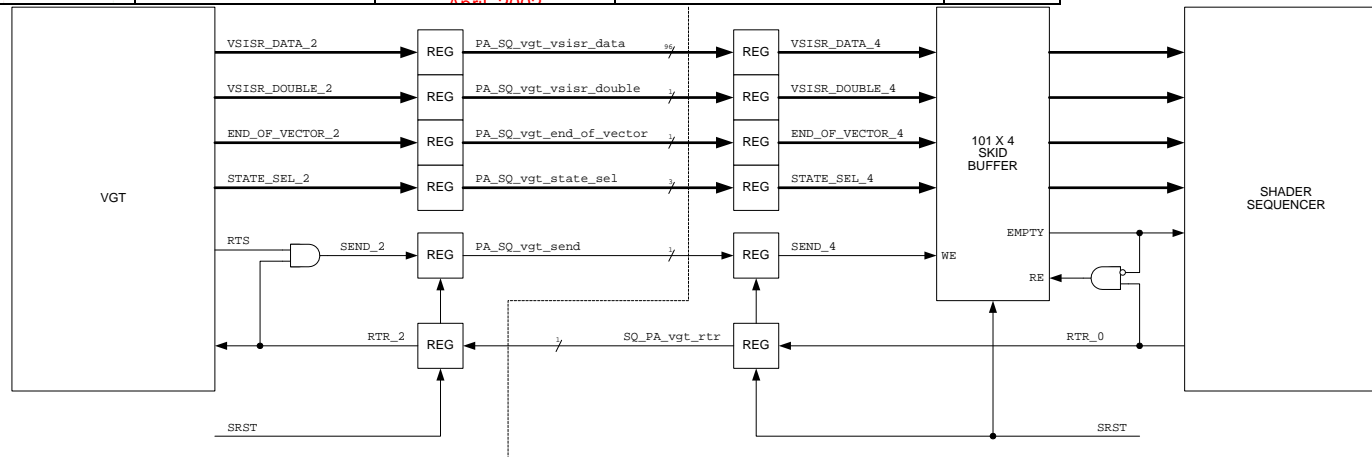 April, 2002
VSISR_DATA_2 REG PA_SQ_vgt_vsisr_data 96 REG VSISR_DATA_4
VSISR_DOUBLE_2 REG PA_SQ_vgt_vsisr_double 1 REG VSISR_DOUBLE_4
END_OF_VECTOR_2 REG PA_SQ_vgt_end_of_vector 1 REG END_OF_VECTOR_4
101 X 4
SKID
BUFFER
STATE_SEL_2 REG PA_SQ_vgt_state_sel 3 REG STATE_SEL_4
VGT
SHADER
SEQUENCER
RTS
SEND_2 REG PA_SQ_vgt_send 1 REG SEND_4
EMPTY
WE
RE
RTR_2 REG 1 SQ_PA_vgt_rtr REG RTR_0
SRST SRST